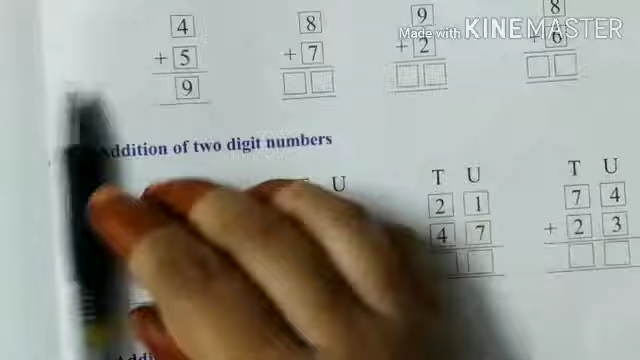 4 8 9 8
+ 5 + 7 + 2 + 6
9
Made with KINEMASTER
Addition of two digit numbers
U T U T U
2 1 7 4
4 7 + 2 3
Addi